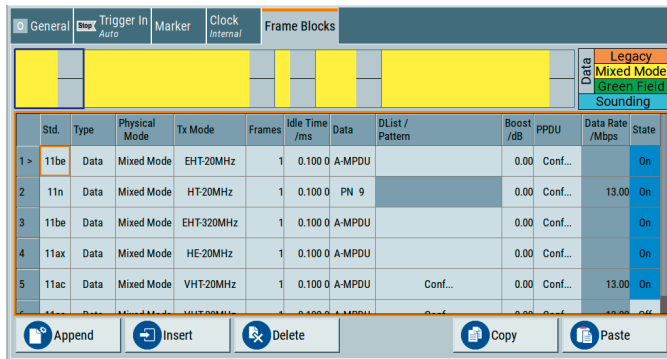 0 General Stop Trigger In Auto Marker Clock Internal Frame Blocks
Data
Legacy
Mixed Mode
Green Field
Sounding
Std. Type Physical Mode Tx Mode Frames Idle Time /ms Data DList / Pattern Boost /dB PPDU Data Rate /Mbps State
1 > 11be Data Mixed Mode EHT-20MHz 1 0.100 0 A-MPDU 0.00 Conf... On
2 11n Data Mixed Mode HT-20MHz 1 0.100 0 PN 9 0.00 Conf... 13.00 On
3 11be Data Mixed Mode EHT-320MHz 1 0.100 0 A-MPDU 0.00 Conf... On
4 11ax Data Mixed Mode HE-20MHz 1 0.100 0 A-MPDU 0.00 Conf... On
5 11ac Data Mixed Mode VHT-20MHz 1 0.100 0 A-MPDU Conf... 0.00 Conf... 13.00 On
Append Insert Delete Copy Paste